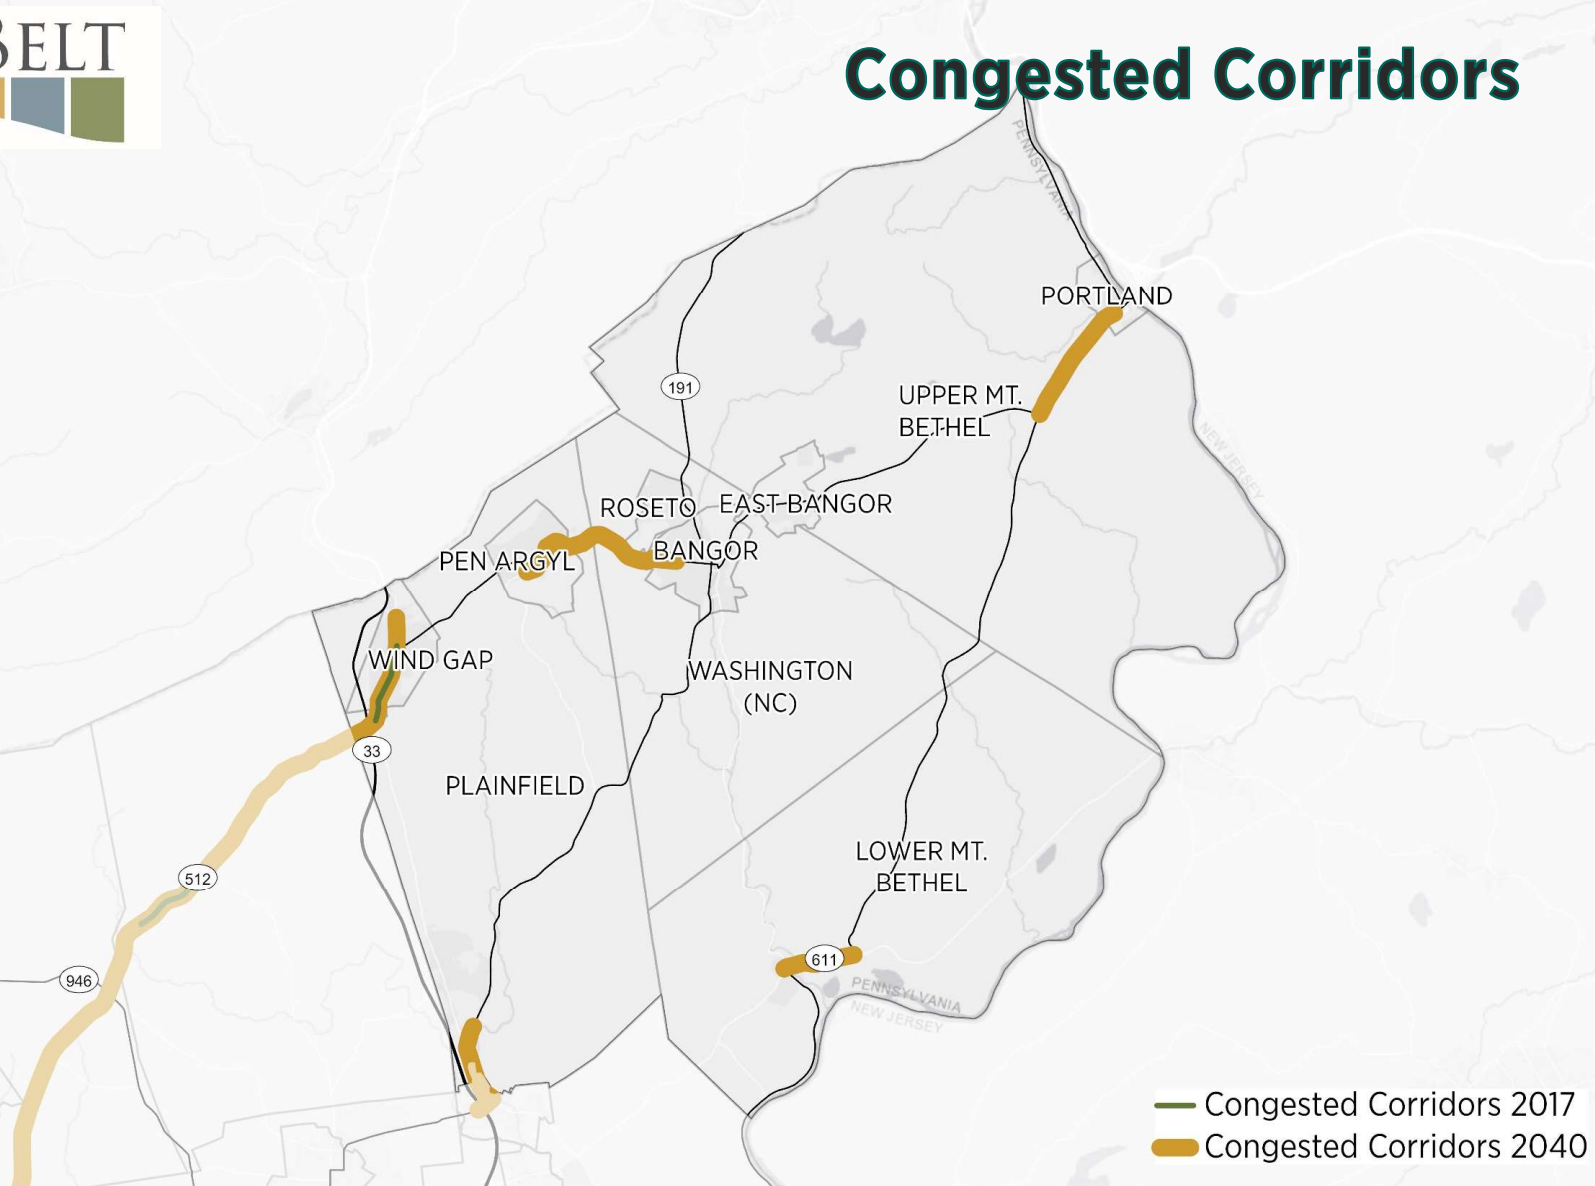 BELT
Congested Corridors
PENNSYLVANIA
PORTLAND
191
UPPER MT.
BETHEL
NEW JERSEY
ROSETO
EAST BANGOR
BANGOR
PEN ARGYL
WIND GAP
WASHINGTON
(NC)
33
PLAINFIELD
LOWER MT.
BETHEL
512
611
946
PENNSYLVANIA
NEW JERSEY
Congested Corridors 2017
Congested Corridors 2040